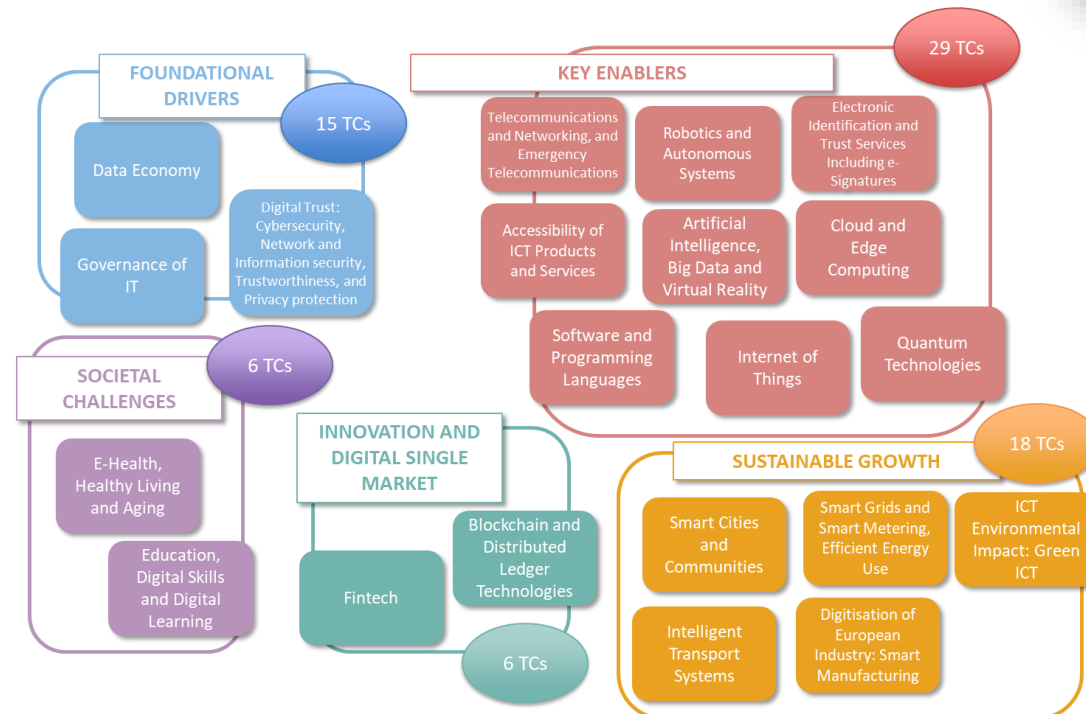 FOUNDATIONAL
DRIVERS
15 TCs
Data Economy
Governance of
IT
Digital Trust:
Cybersecurity,
Network and
Information security,
Trustworthiness, and
Privacy protection
KEY ENABLERS
29 TCs
Telecommunications
and Networking, and
Emergency
Telecommunications
Robotics and
Autonomous
Systems
Electronic
Identification and
Trust Services
Including e-
Signatures
Accessibility of
ICT Products
and Services
Artificial
Intelligence,
Big Data and
Virtual Reality
Cloud and
Edge
Computing
Software and
Programming
Languages
Internet of
Things
Quantum
Technologies
SOCIETAL
CHALLENGES
6 TCs
E-Health,
Healthy Living
and Aging
Education,
Digital Skills
and Digital
Learning
INNOVATION AND
DIGITAL SINGLE
MARKET
Fintech
Blockchain and
Distributed
Ledger
Technologies
6 TCs
SUSTAINABLE GROWTH
18 TCs
Smart Cities
and
Communities
Smart Grids and
Smart Metering,
Efficient Energy
Use
ICT
Environmental
Impact: Green
ICT
Intelligent
Transport
Systems
Digitisation of
European
Industry: Smart
Manufacturing